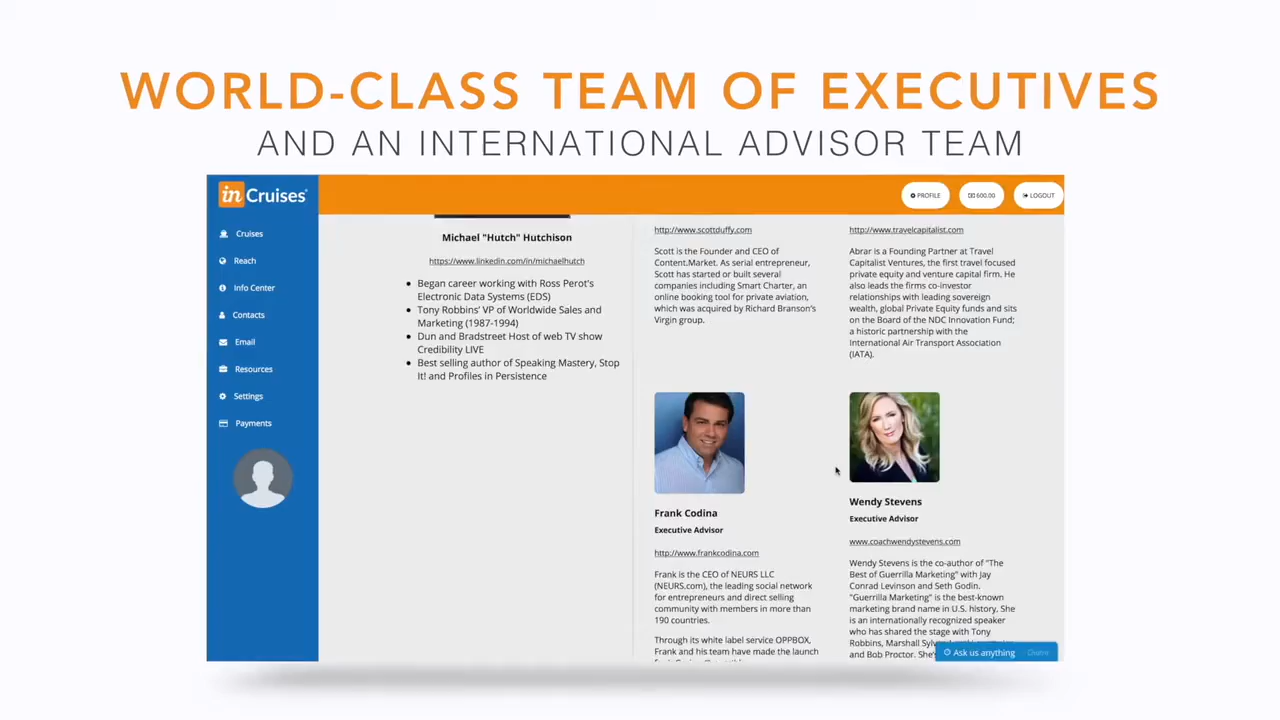 WORLD-CLASS TEAM OF EXECUTIVES
AND AN INTERNATIONAL ADVISOR TEAM
in Cruises®
PROFILE
600.00
LOGOUT
Cruises
Reach
Info Center
Contacts
Email
Resources
Settings
Payments
Michael "Hutch" Hutchison
https://www.linkedin.com/in/michaelhutch
• Began career working with Ross Perot's
Electronic Data Systems (EDS)
• Tony Robbins' VP of Worldwide Sales and
Marketing (1987-1994)
• Dun and Bradstreet Host of web TV show
Credibility LIVE
• Best selling author of Speaking Mastery, Stop
It! and Profiles in Persistence
http://www.scottduffy.com
Scott is the Founder and CEO of
Content.Market. As serial entrepreneur,
Scott has started or built several
companies including Smart Charter, an
online booking tool for private aviation,
which was acquired by Richard Branson's
Virgin group.
http://www.travelcapitalist.com
Abrar is a Founding Partner at Travel
Capitalist Ventures, the first travel focused
private equity and venture capital firm. He
also leads the firms co-investor
relationships with leading sovereign
wealth, global Private Equity funds and sits
on the Board of the NDC Innovation Fund;
a historic partnership with the
International Air Transport Association
(IATA).
Frank Codina
Executive Advisor
http://www.frankcodina.com
Frank is the CEO of NEURS LLC
(NEURS.com), the leading social network
for entrepreneurs and direct selling
community with members in more than
190 countries.
Through its white label service OPPBOX,
Frank and his team have made the launch
Wendy Stevens
Executive Advisor
www.coachwendystevens.com
Wendy Stevens is the co-author of "The
Best of Guerrilla Marketing" with Jay
Conrad Levinson and Seth Godin.
"Guerrilla Marketing" is the best-known
marketing brand name in U.S. history. She
is an internationally recognized speaker
who has shared the stage with Tony
Robbins, Marshall
and Bob Proctor. She's
Ask us anything